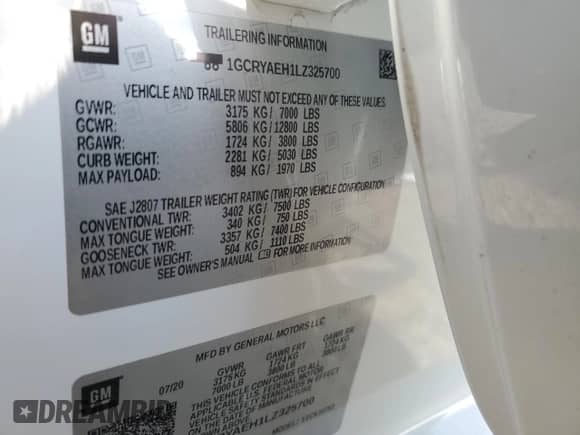 GM
TRAILERING INFORMATION
1GCRYAEH1LZ325700
VEHICLE AND TRAILER MUST NOT EXCEED ANY OF THESE VALUES
GVWR: 3175 KG/ 7000 LBS
GCWR: 5806 KG/12800 LBS
RGAWR: 1724 KG/ 3800 LBS
CURB WEIGHT: 2281 KG/ 5030 LBS
MAX PAYLOAD: 894 KG/ 1970 LBS
SAE J2807 TRAILER WEIGHT RATING (TWR) FOR VEHICLE CONFIGURATION
CONVENTIONAL TWR: 3402 KG/ 7500 LBS
MAX TONGUE WEIGHT: 340 KG/ 750 LBS
GOOSENECK TWR: 3357 KG/ 7400 LBS
MAX TONGUE WEIGHT: 504 KG/ 1110 LBS
SEE OWNER'S MANUAL FOR MORE INFORMATION
MFD BY GENERAL MOTORS LLC
GM
07/20
GVWR GAWR FRT GAWR RR
3175KG 1724KG 1724KG
7000 LB 3800 LB 3800 LB
THIS VEHICLE CONFORMS TO ALL
U.S. FEDERAL MOTOR
VEHICLE SAFETY
DREAMBID